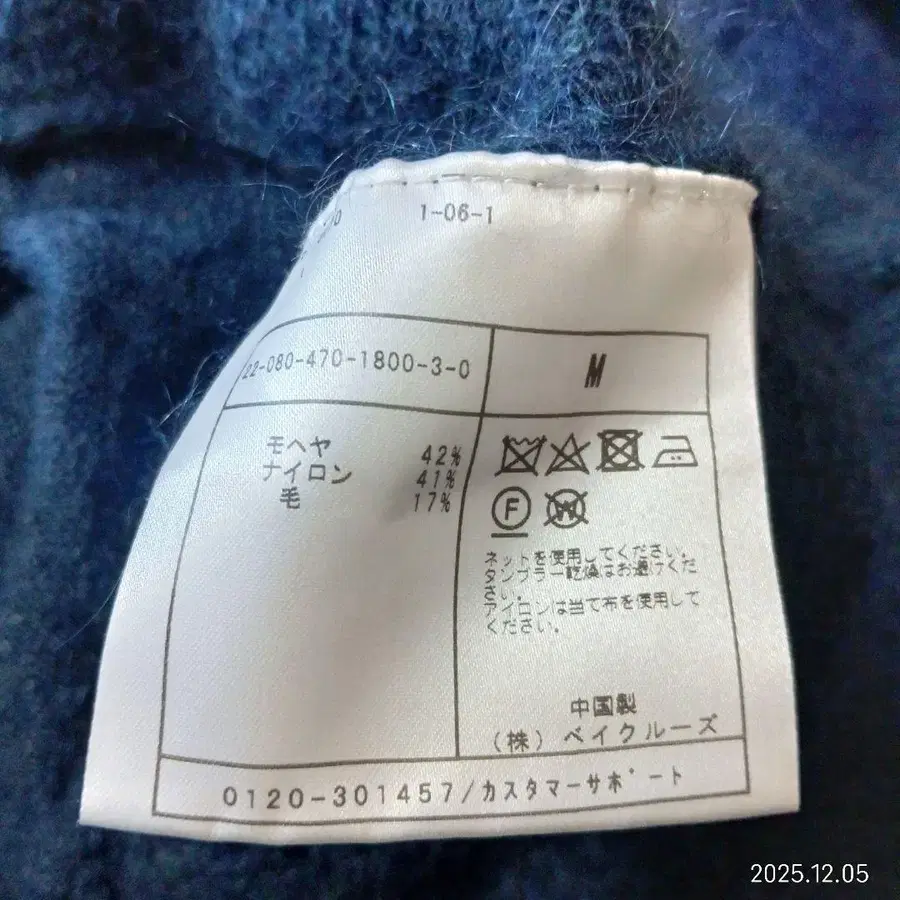 1-06-1
22-080-470-1800-3-0
M
モヘヤ 42%
ナイロン 41%
毛 17%
F
W
ネットを使用してください。
タンブラー乾燥はお避けくだ
さい。
アイロンは当て布を使用して
ください。
中国製
(株) ベイクルーズ
0120-301457/カスタマーサポート
2025.12.05